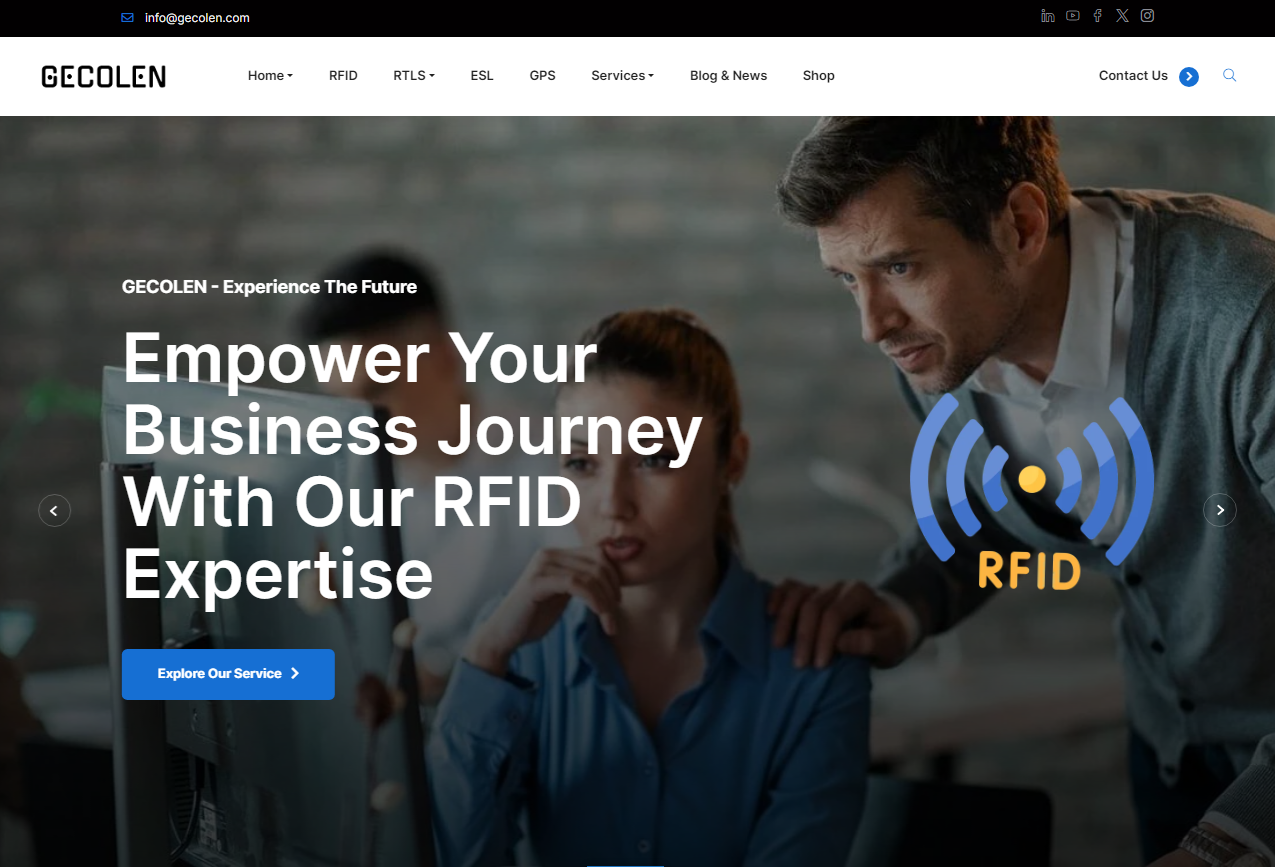 info@gecolen.com
GECOLEN
Home
RFID
RTLS
ESL
GPS
Services
Blog & News
Shop
Contact Us
GECOLEN - Experience The Future
Empower Your
Business Journey
With Our RFID
Expertise
RFID
Explore Our Service